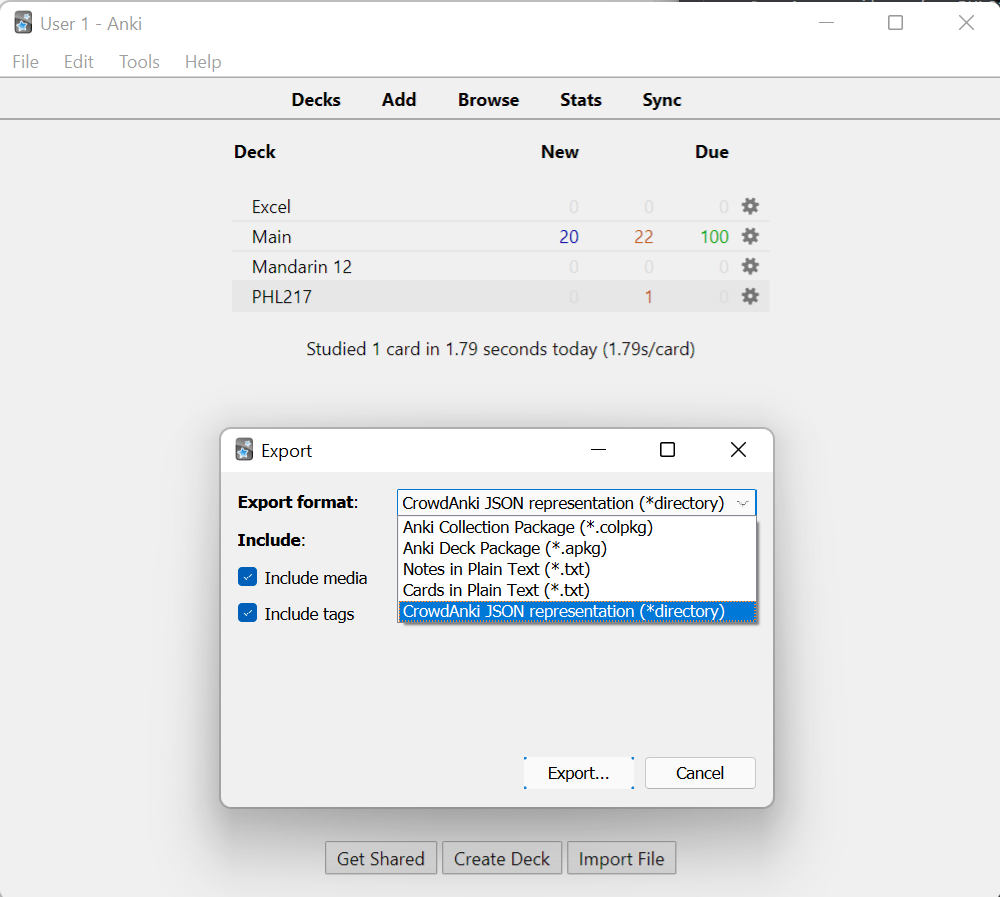 User 1 - Anki
File Edit Tools Help
Decks Add Browse Stats Sync
Deck New Due
Excel 0 0 0
Main 20 22 100
Mandarin 12 0 0 0
PHL217 0 1 0
Studied 1 card in 1.79 seconds today (1.79s/card)
Export
Export format: CrowdAnki JSON representation (*directory)
Anki Collection Package (*.colpkg)
Include:
Anki Deck Package (*.apkg)
Notes in Plain Text (*.txt)
Include media
Cards in Plain Text (*.txt)
Include tags
CrowdAnki JSON representation (*directory)
Export... Cancel
Get Shared Create Deck Import File